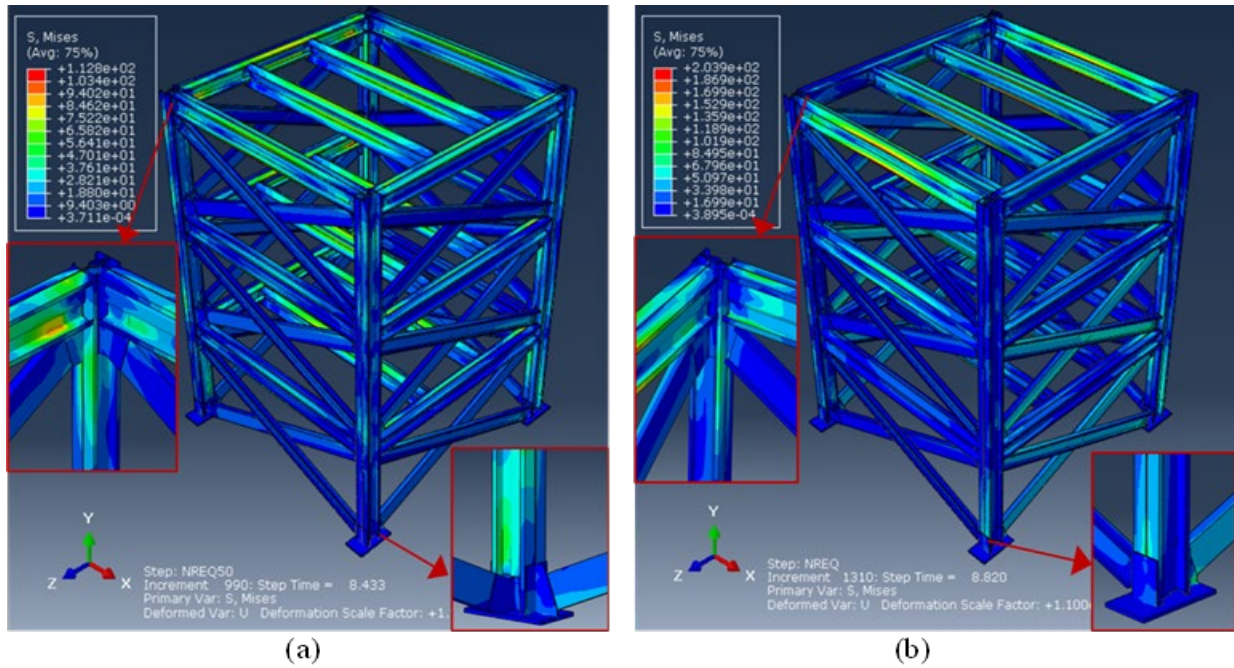 S, Mises
(Avg: 75%)
+1.128e+02
+1.034e+02
+9.402e+01
+8.462e+01
+7.522e+01
+6.582e+01
+5.641e+01
+4.701e+01
+3.761e+01
+2.821e+01
+1.880e+01
+9.403e+00
+3.711e-04
Y
Z
X
Step: NREQ50
Increment 990: Step Time = 8.433
Primary Var: S, Mises
Deformed Var: U Deformation Scale Factor: +1.
(a)
S, Mises
(Avg: 75%)
+2.039e+02
+1.869e+02
+1.699e+02
+1.529e+02
+1.359e+02
+1.189e+02
+1.019e+02
+8.495e+01
+6.796e+01
+5.097e+01
+3.398e+01
+1.699e+01
+3.895e-04
Y
Z
X
Step: NREQ
Increment 1310: Step Time = 8.820
Primary Var: S, Mises
Deformed Var: U Deformation Scale Factor: +1.100
(b)